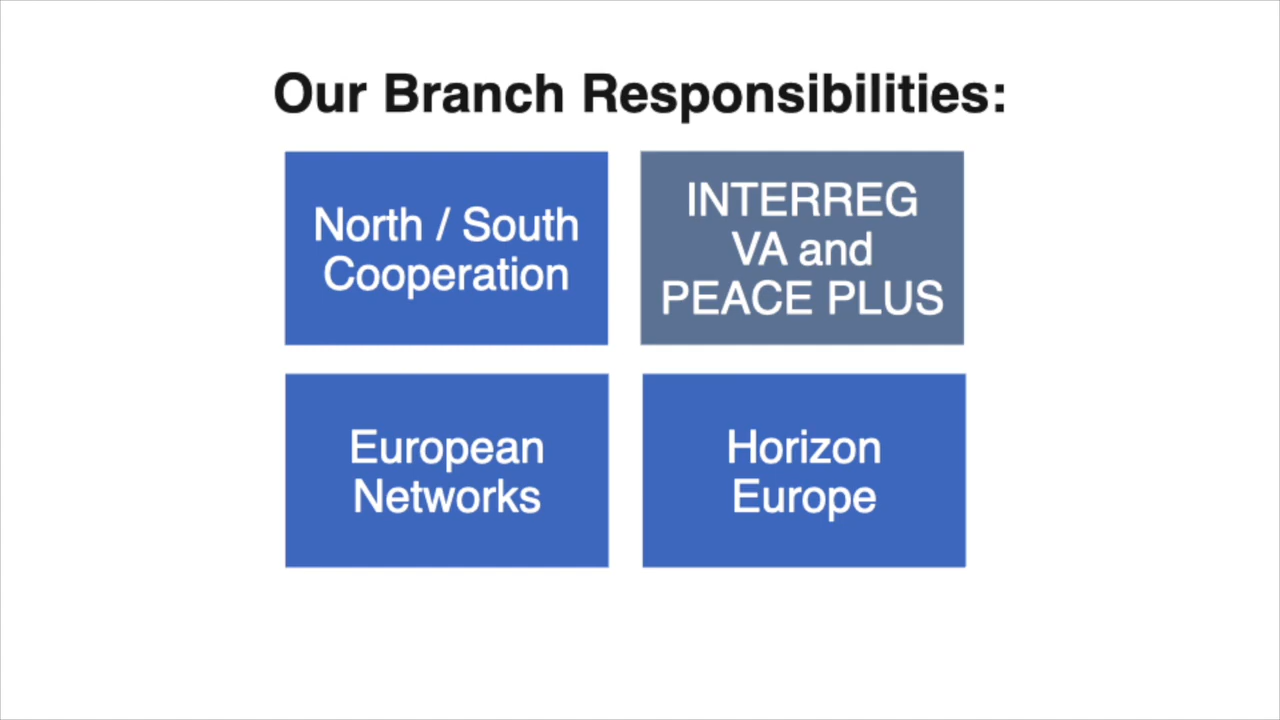 Our Branch Responsibilities:
North / South
Cooperation
INTERREG
VA and
PEACE PLUS
European
Networks
Horizon
Europe